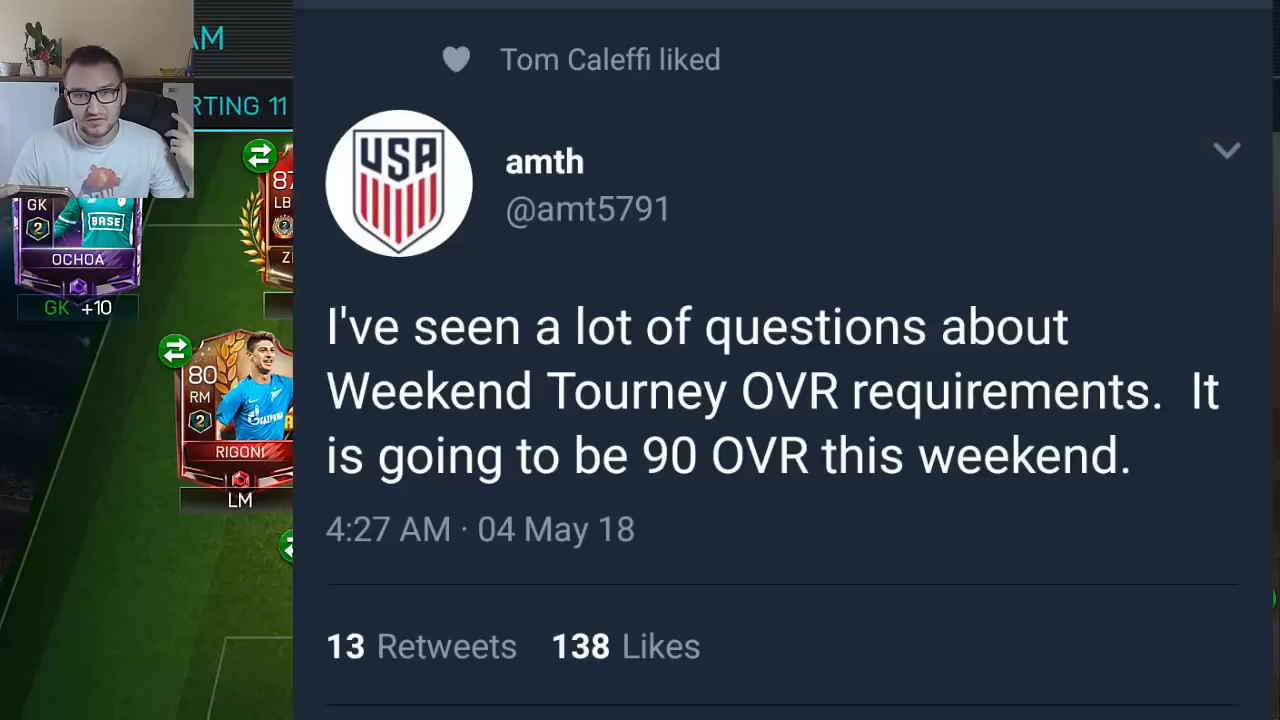 AM
RTING 11
Tom Caleffi liked
USA
amth
@amt5791
I've seen a lot of questions about
Weekend Tourney OVR requirements. It
is going to be 90 OVR this weekend.
4:27 AM · 04 May 18
13 Retweets 138 Likes
GK
2
BASE
OCHOA
GK +10
87
LB
2
Z
80
RM
2
RIGONI
LM